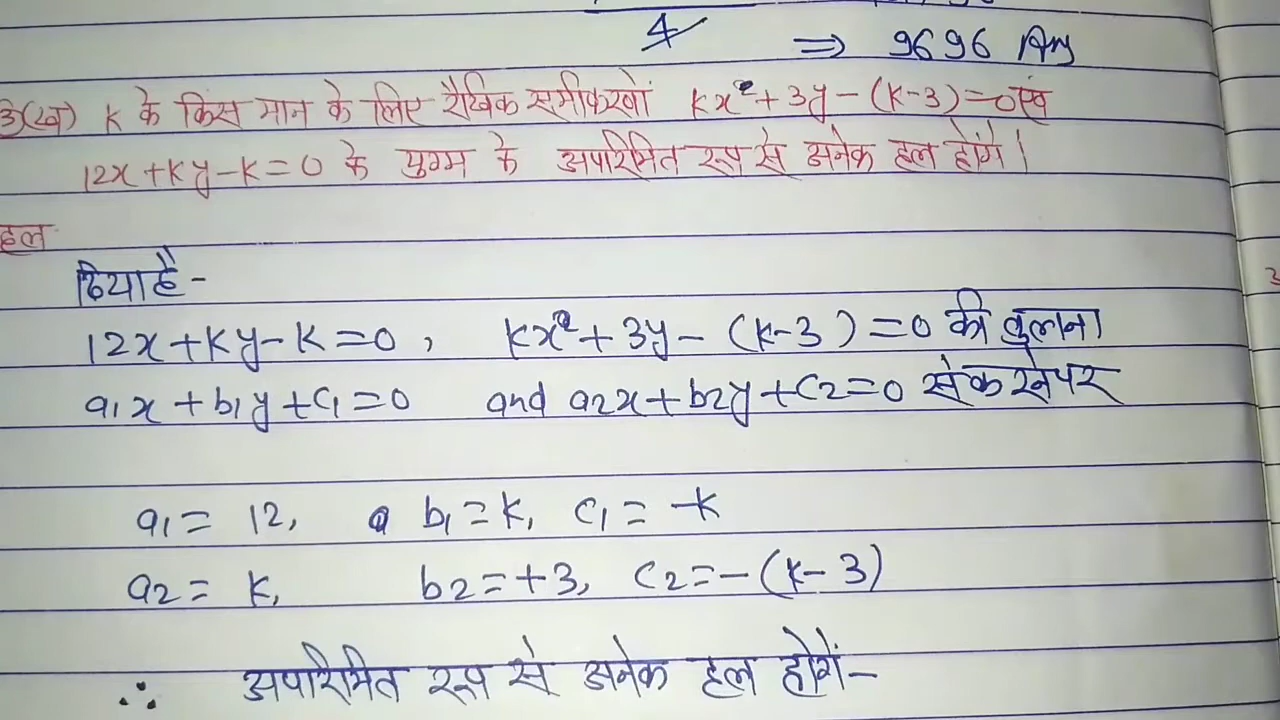 4
⇒ 9696 Ans
3(ख) K के किस मान के लिए रैखिक समीकरणों Kx²+3y-(K-3)=0 एवं
12x+Ky-K=0 के युग्म के अपरिमित रूप से अनेक हल होंगे।
हल
दिया है-
12x+Ky-K=0, Kx²+3y-(K-3)=0 की तुलना
a1x+b1y+c1=0 and a2x+b2y+c2=0 से करने पर
a1= 12, b1=K, c1= -K
a2= K, b2=+3, c2=-(K-3)
∴ अपरिमित रूप से अनेक हल होगें-